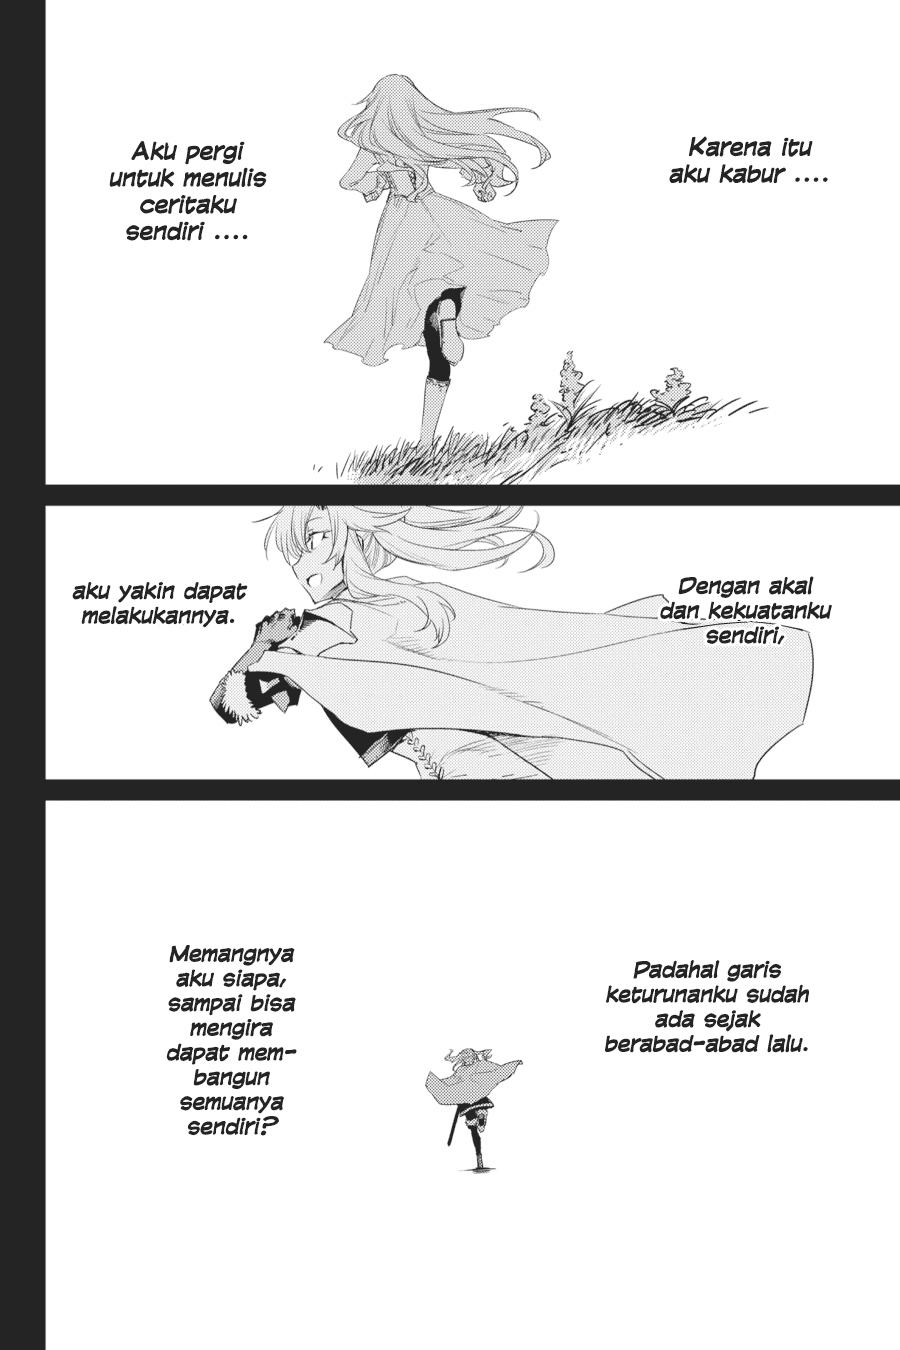 Karena itu
aku kabur ....
Aku pergi
untuk menulis
ceritaku
sendiri ....
Dengan akal
dan kekuatanku
sendiri,
aku yakin dapat
melakukannya.
Padahal garis
keturunanku sudah
ada sejak
berabad-abad lalu.
Memangnya
aku siapa,
sampai bisa
mengira
dapat mem-
bangun
semuanya
sendiri?